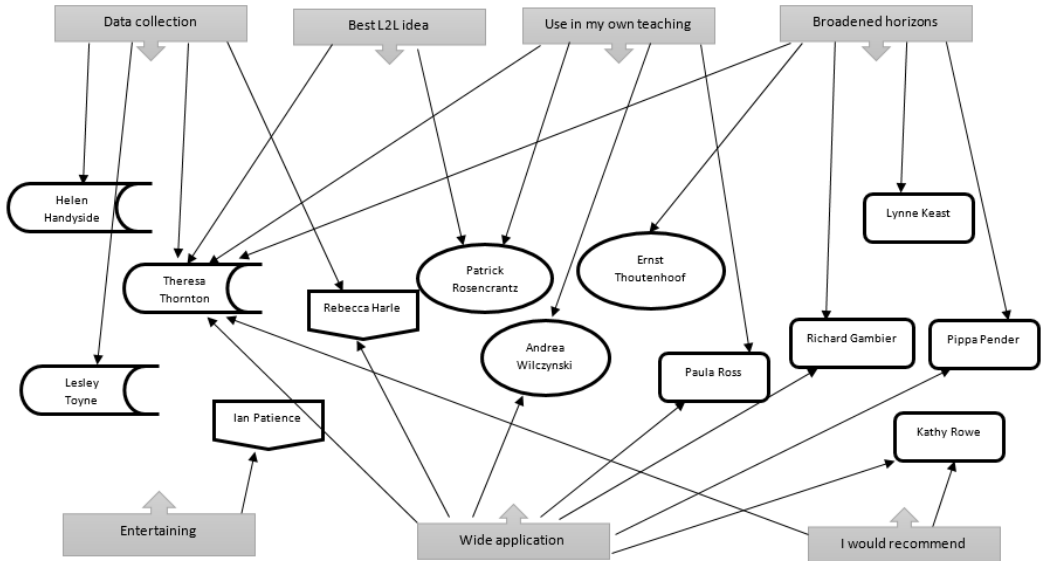 Data collection
Best L2L idea
Use in my own teaching
Broadened horizons
Helen
Handyside
Lynne Keast
Theresa
Thornton
Patrick
Rosencrantz
Ernst
Thoutenhoof
Rebecca Harle
Andrea
Wilczynski
Richard Gambier
Pippa Pender
Lesley
Toyne
Paula Ross
Ian Patience
Kathy Rowe
Entertaining
Wide application
I would recommend